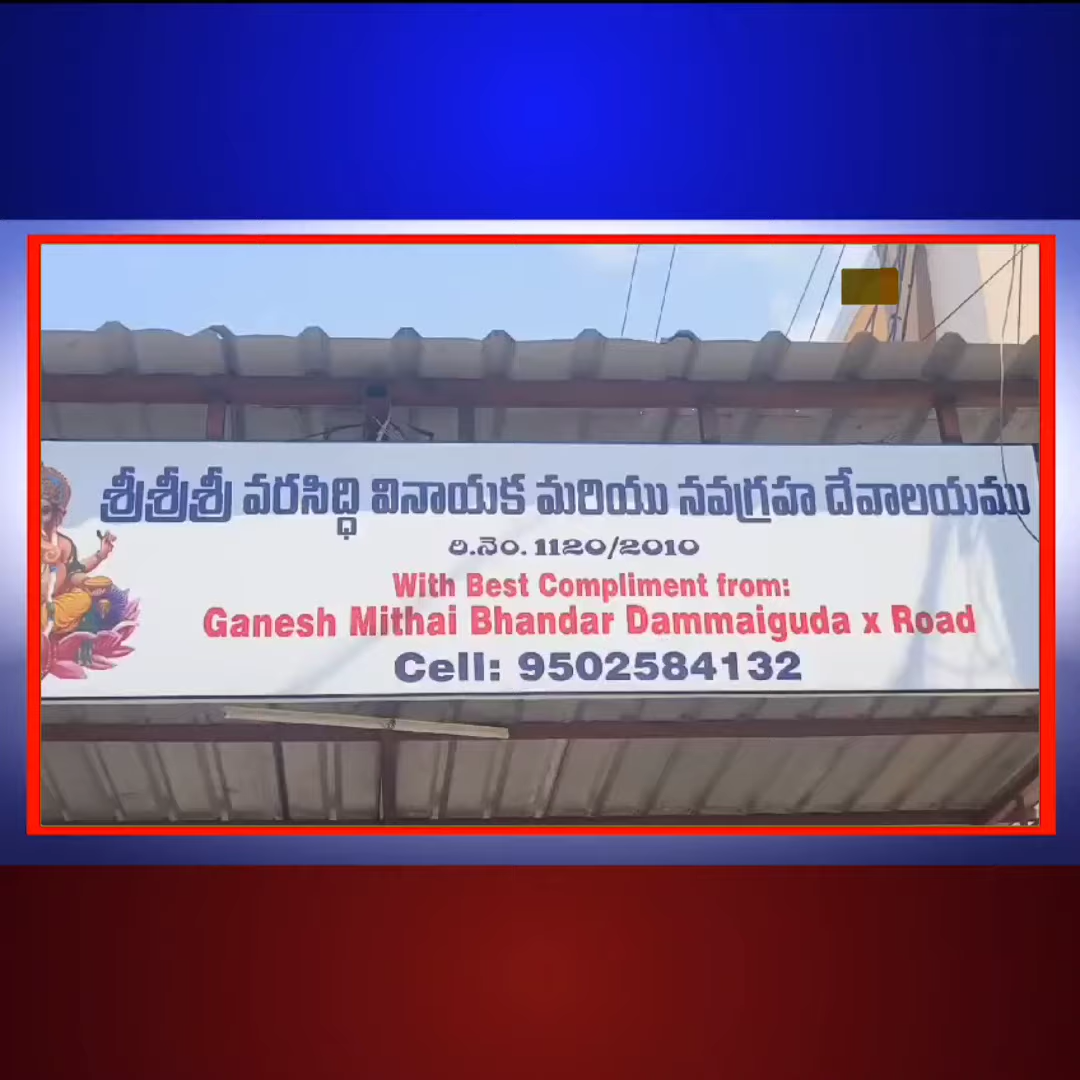 శ్రీశ్రీశ్రీ వరసిద్ధి వినాయక మరియు నవగ్రహ దేవాలయము
రి.నెం. 1120/2010
With Best Compliment from:
Ganesh Mithai Bhandar Dammaiguda x Road
Cell: 9502584132